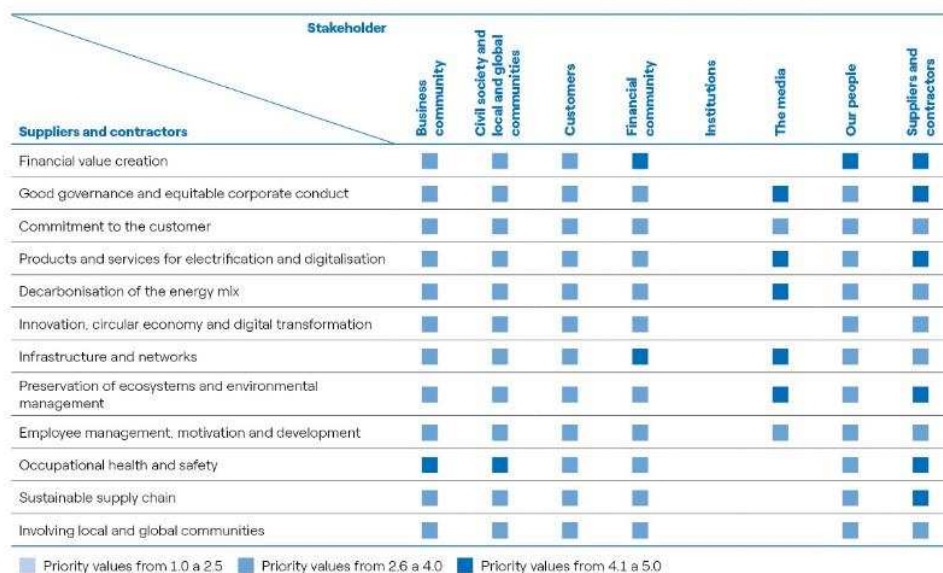 Stakeholder
Business
community
Civil society and
local and global
communities
Customers
Financial
community
Institutions
The media
Our people
Suppliers and
contractors
Suppliers and contractors
Financial value creation
Good governance and equitable corporate conduct
Commitment to the customer
Products and services for electrification and digitalisation
Decarbonisation of the energy mix
Innovation, circular economy and digital transformation
Infrastructure and networks
Preservation of ecosystems and environmental
management
Employee management, motivation and development
Occupational health and safety
Sustainable supply chain
Involving local and global communities
Priority values from 1.0 a 2.5 Priority values from 2.6 a 4.0 Priority values from 4.1 a 5.0